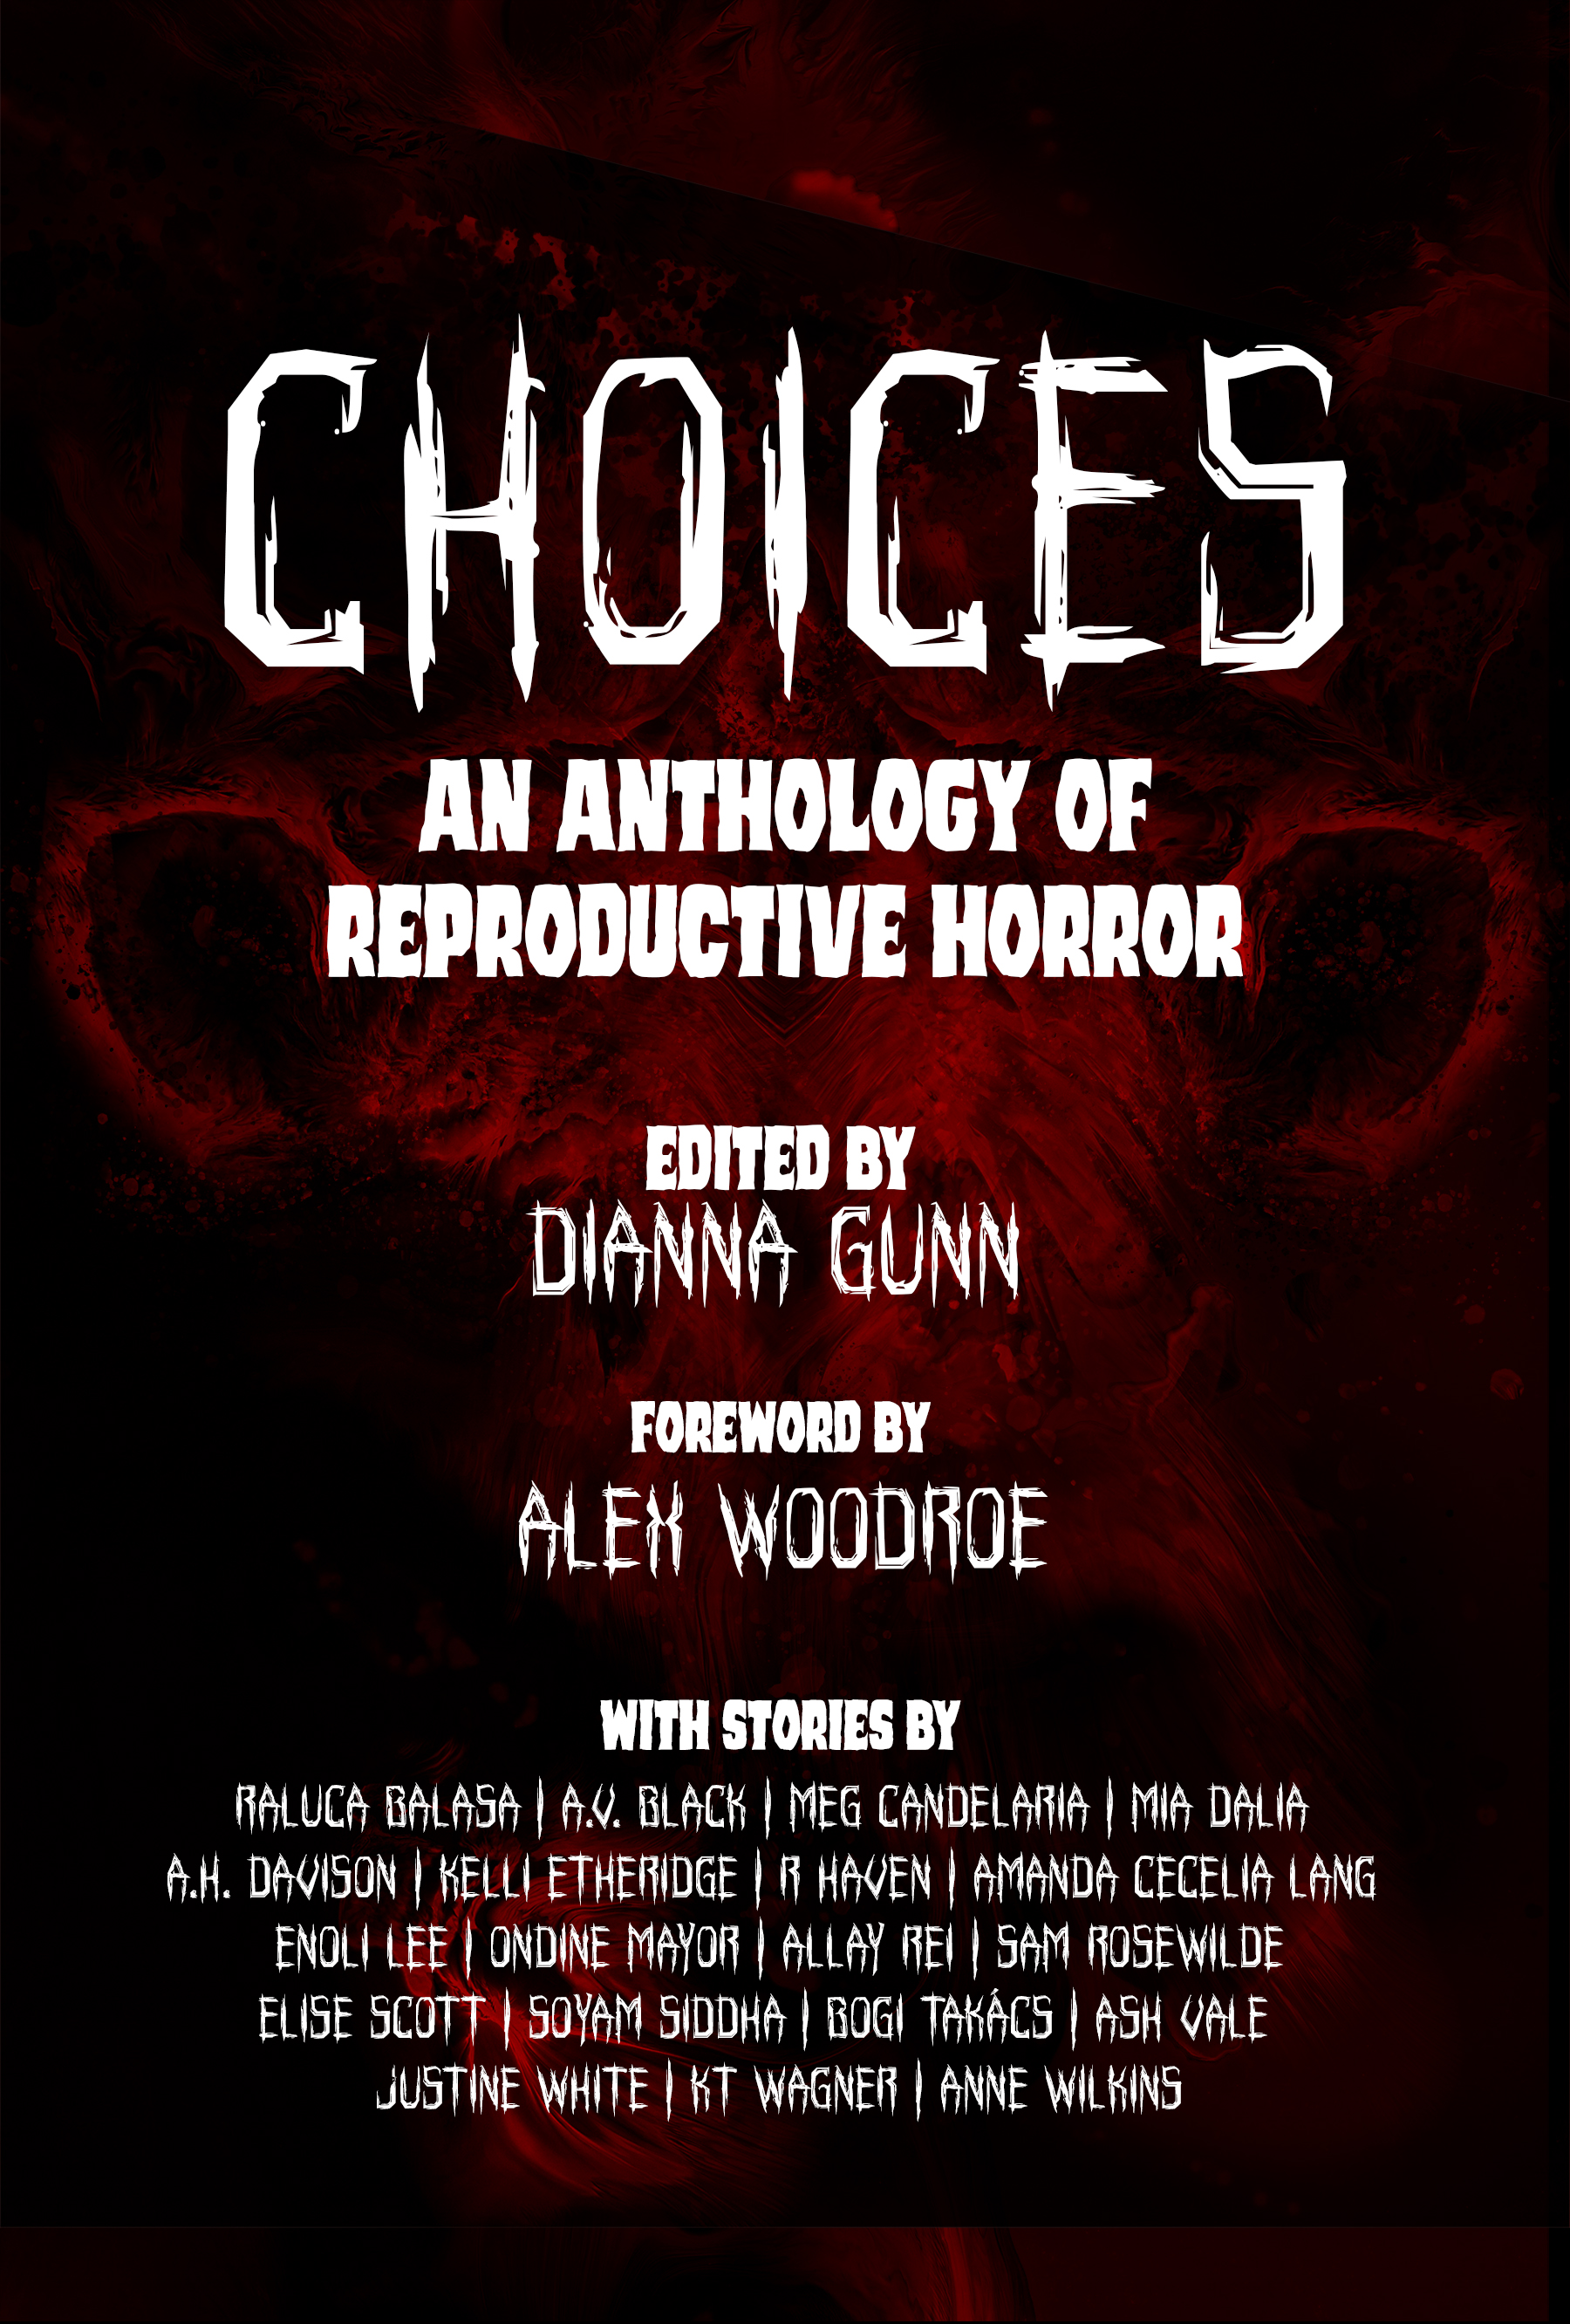 CHOICES
AN ANTHOLOGY OF
REPRODUCTIVE HORROR
EDITED BY
DIANNA GUNN
FOREWORD BY
ALEX WOODROE
WITH STORIES BY
RALUCA BALASA | A.V. BLACK | MEG CANDELARIA | MIA DALIA
A.H. DAVISON | KELLI ETHERIDGE | R HAVEN | AMANDA CECELIA LANG
ENOLI LEE | ONDINE MAYOR | ALLAY REI | SAM ROSEWILDE
ELISE SCOTT | SOYAM SIDDHA | BOGI TAKÁCS | ASH VALE
JUSTINE WHITE | KT WAGNER | ANNE WILKINS